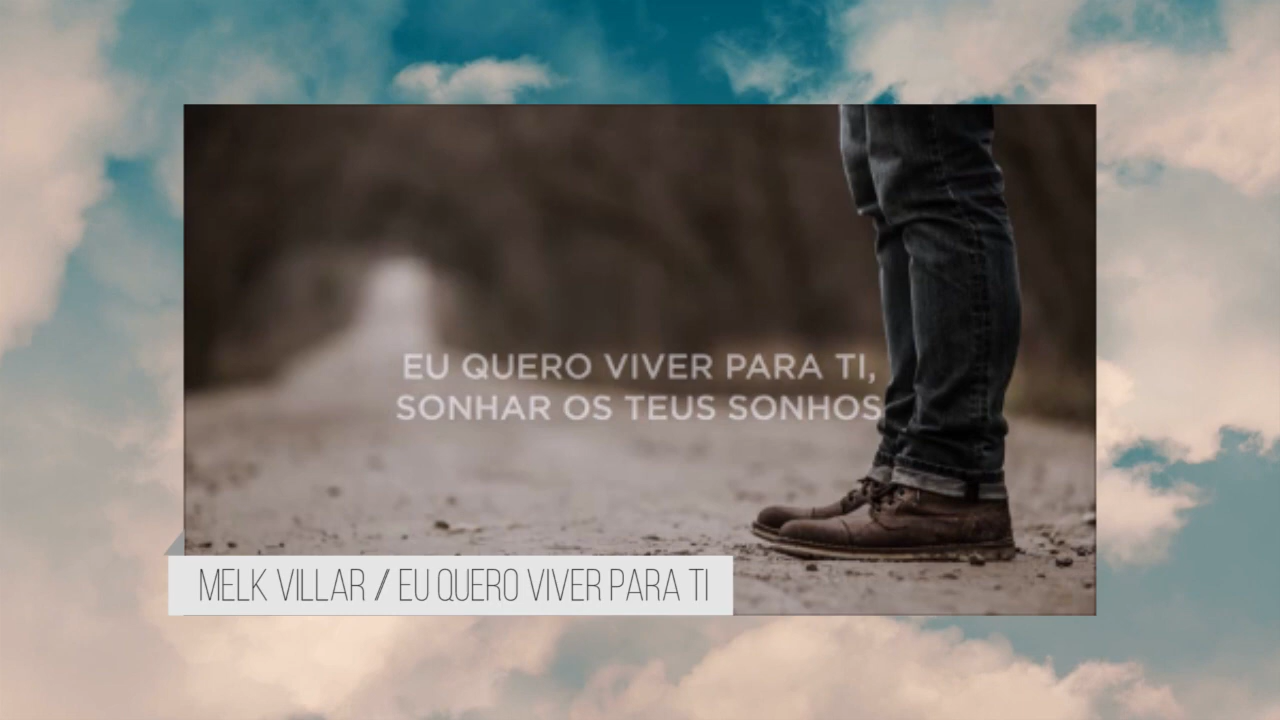 EU QUERO VIVER PARA TI,
SONHAR OS TEUS SONHOS
MELK VILLAR / EU QUERO VIVER PARA TI